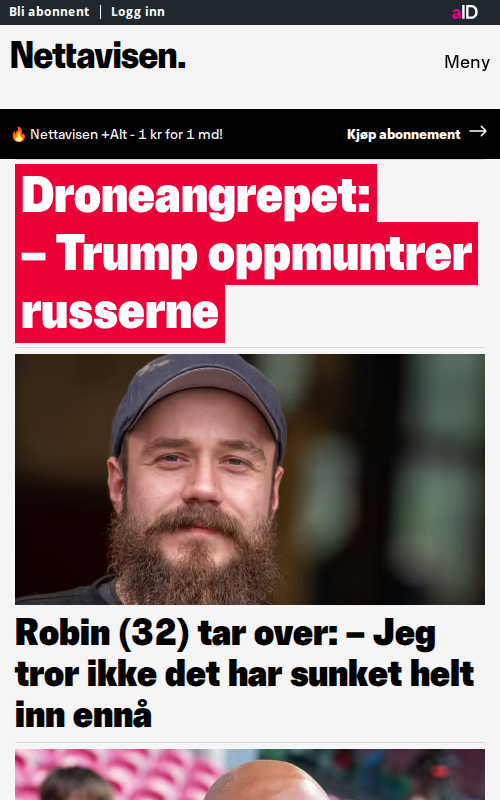 Bli abonnent | Logg inn
aID
Nettavisen.
Meny
🔥 Nettavisen +Alt - 1 kr for 1 md!
Kjøp abonnement →
Droneangrepet:
– Trump oppmuntrer
russerne
Robin (32) tar over: – Jeg
tror ikke det har sunket helt
inn ennå